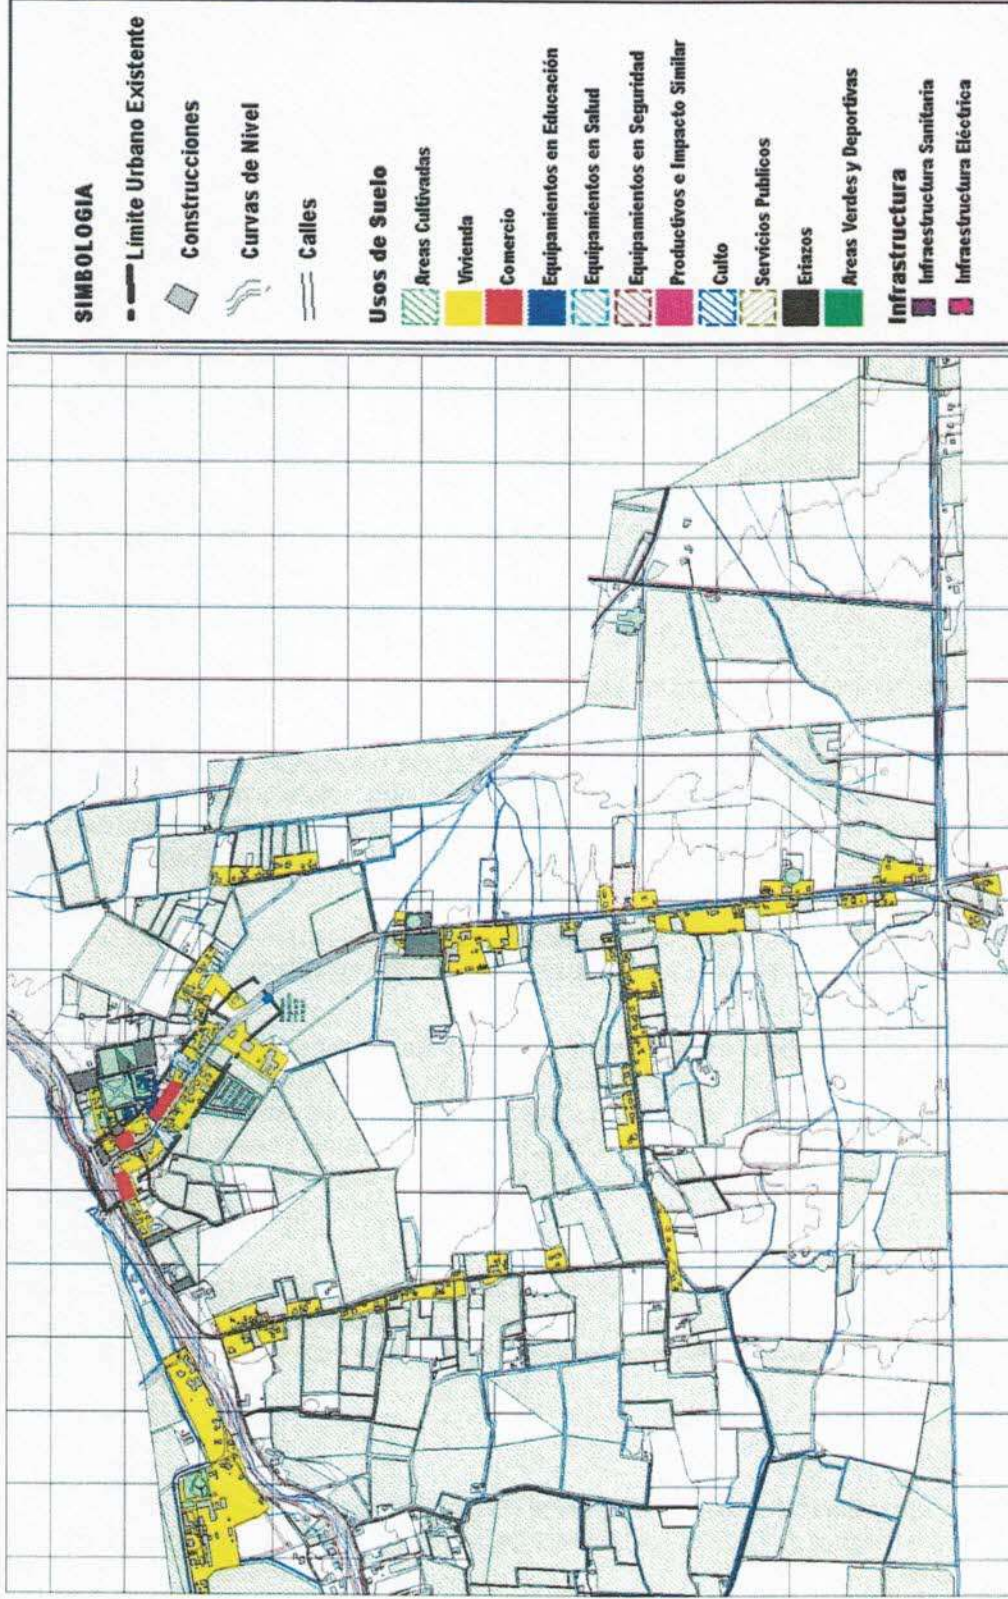 SIMBOLOGIA
Límite Urbano Existente
Construcciones
Curvas de Nivel
Calles
Usos de Suelo
Areas Cultivadas
Vivienda
Comercio
Equipamientos en Educación
Equipamientos en Salud
Equipamientos en Seguridad
Productivos e Impacto Similar
Culto
Servicios Publicos
Eriazos
Areas Verdes y Deportivas
Infrastructura
Infraestructura Sanitaria
Infraestructura Eléctrica